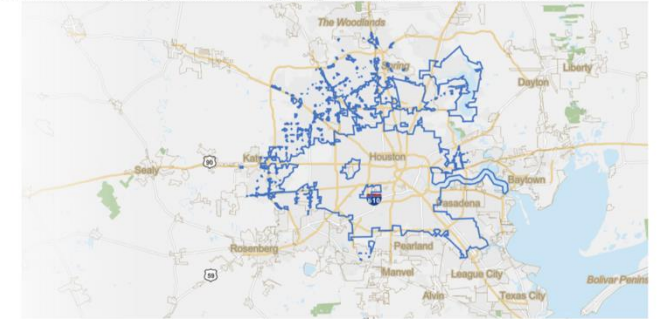 The Woodlands
Spring
Liberty
Dayton
90
Katy
Houston
Sealy
Baytown
610
Pasadena
Rosenberg
Pearland
59
Manvel
League City
Bolivar Penins
Alvin
Texas City